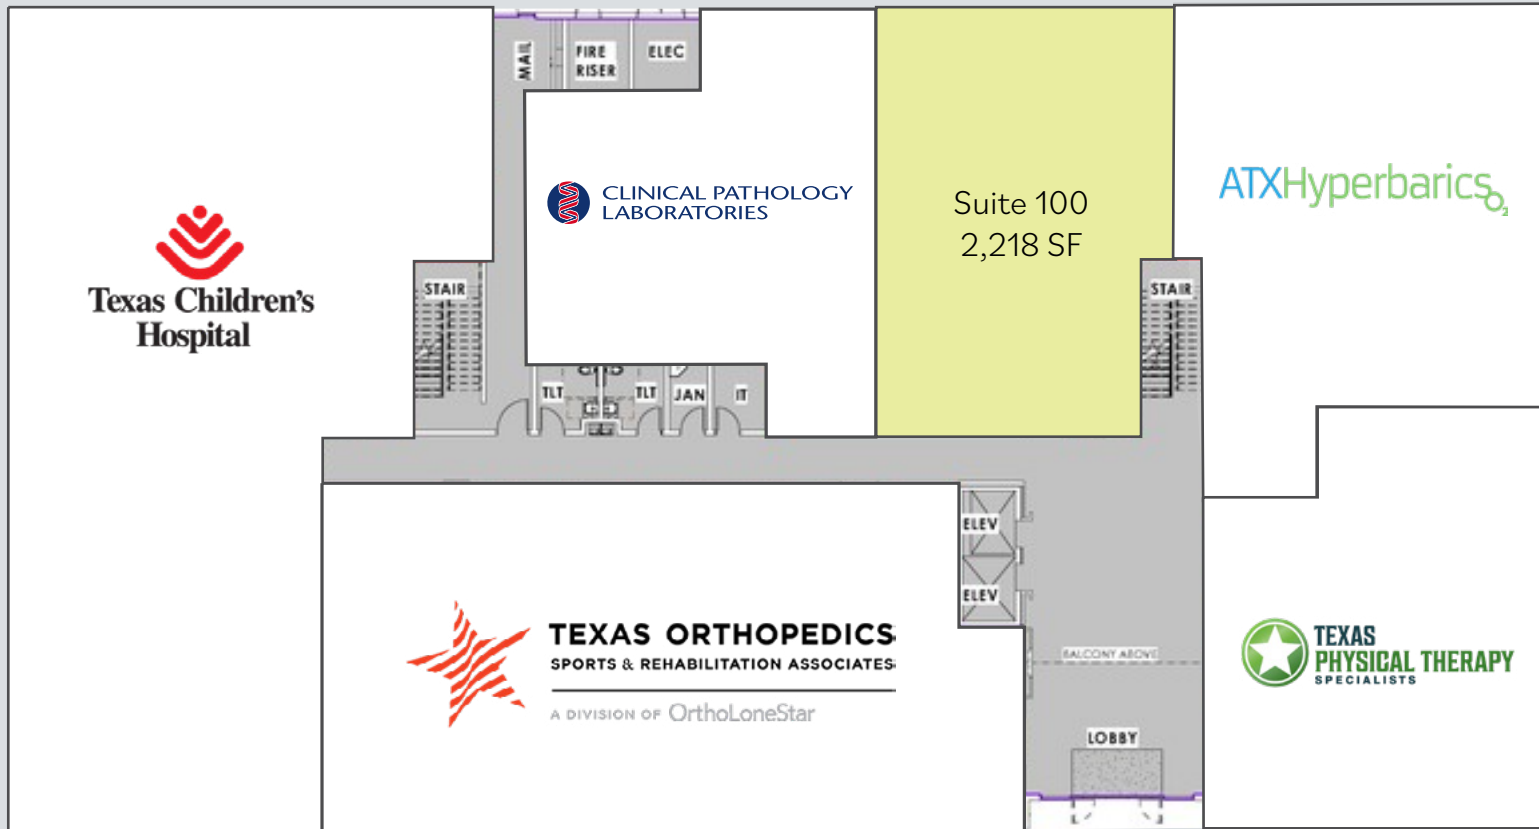 MAIL
FIRE
RISER
ELEC
CLINICAL PATHOLOGY
LABORATORIES
Suite 100
2,218 SF
ATXHyperbaricsO2
Texas Children's
Hospital
STAIR
STAIR
TLT
TLT
JAN
IT
ELEV
ELEV
TEXAS ORTHOPEDICS
SPORTS & REHABILITATION ASSOCIATES
A DIVISION OF OrthoLoneStar
BALCONY ABOVE
LOBBY
TEXAS
PHYSICAL THERAPY
SPECIALISTS